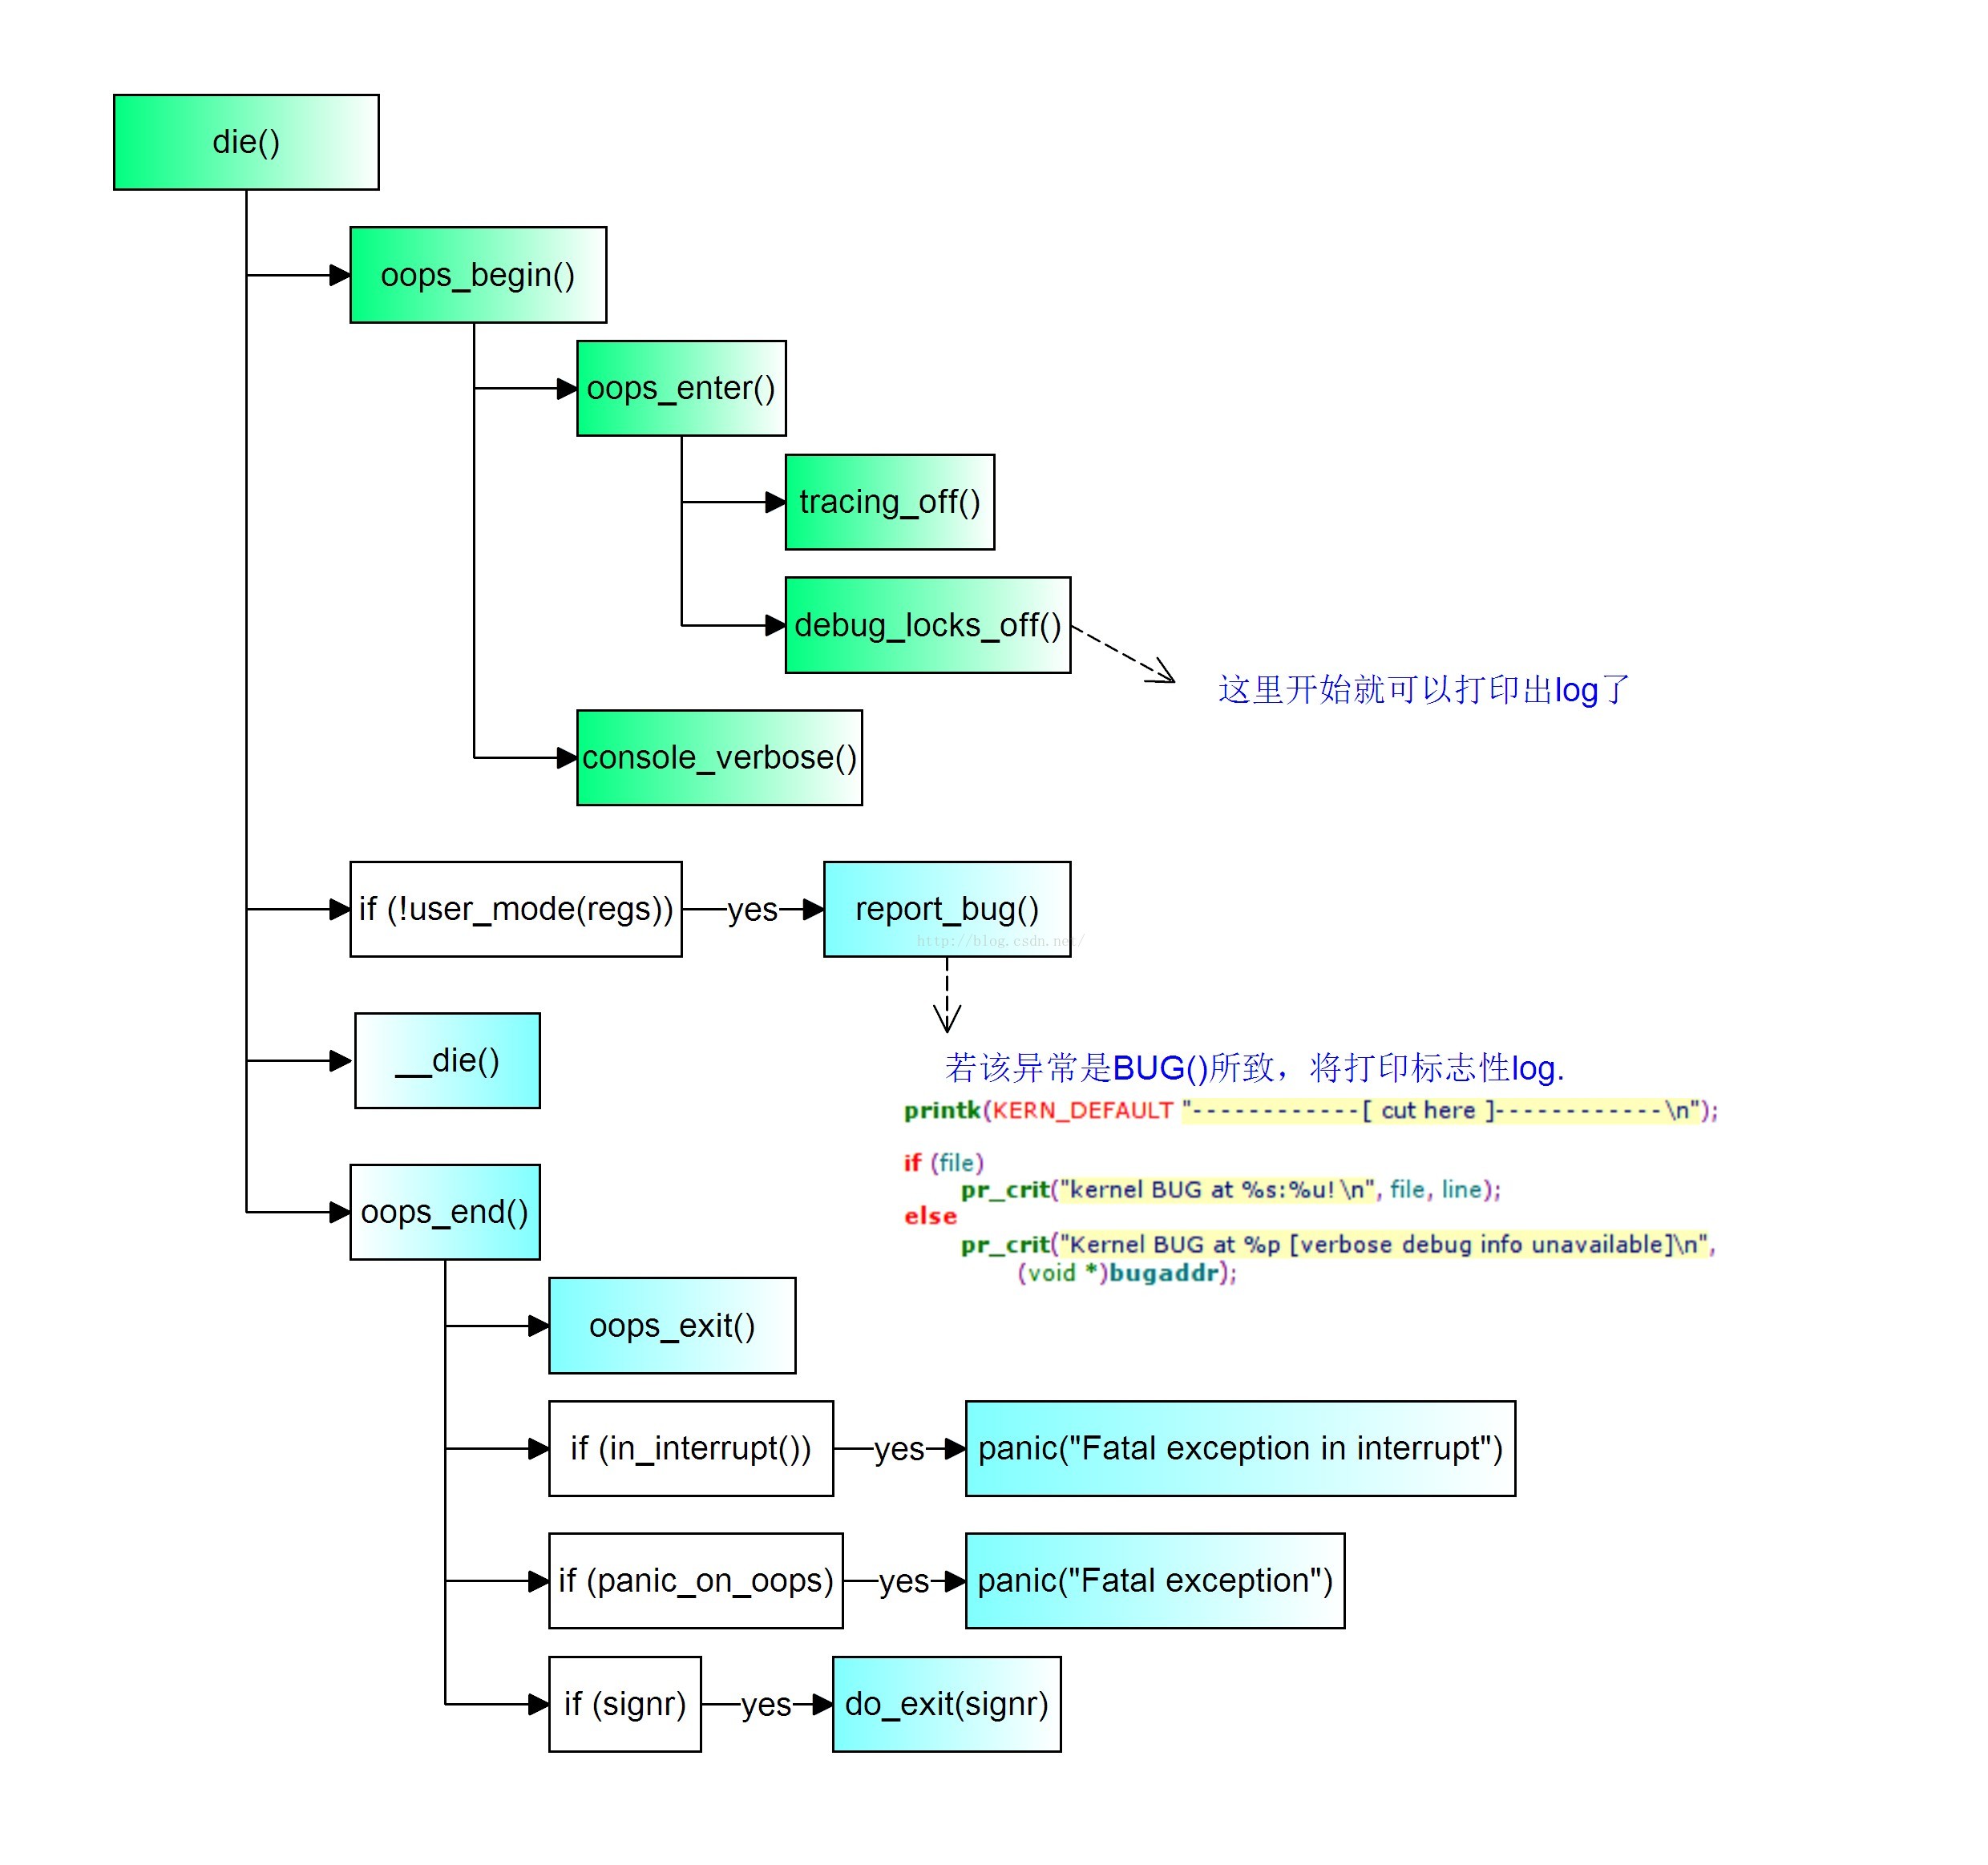 die()
oops_begin()
oops_enter()
tracing_off()
debug_locks_off()
这里开始就可以打印出log了
console_verbose()
if (!user_mode(regs))
yes
report_bug()
http://blog.csdn.net/
__die()
若该异常是BUG()所致，将打印标志性log.
printk(KERN_DEFAULT "------------[ cut here ]------------\n");
if (file)
pr_crit("kernel BUG at %s:%u!\n", file, line);
else
pr_crit("Kernel BUG at %p [verbose debug info unavailable]\n",
(void *)bugaddr);
oops_end()
oops_exit()
if (in_interrupt())
yes
panic("Fatal exception in interrupt")
if (panic_on_oops)
yes
panic("Fatal exception")
if (signr)
yes
do_exit(signr)